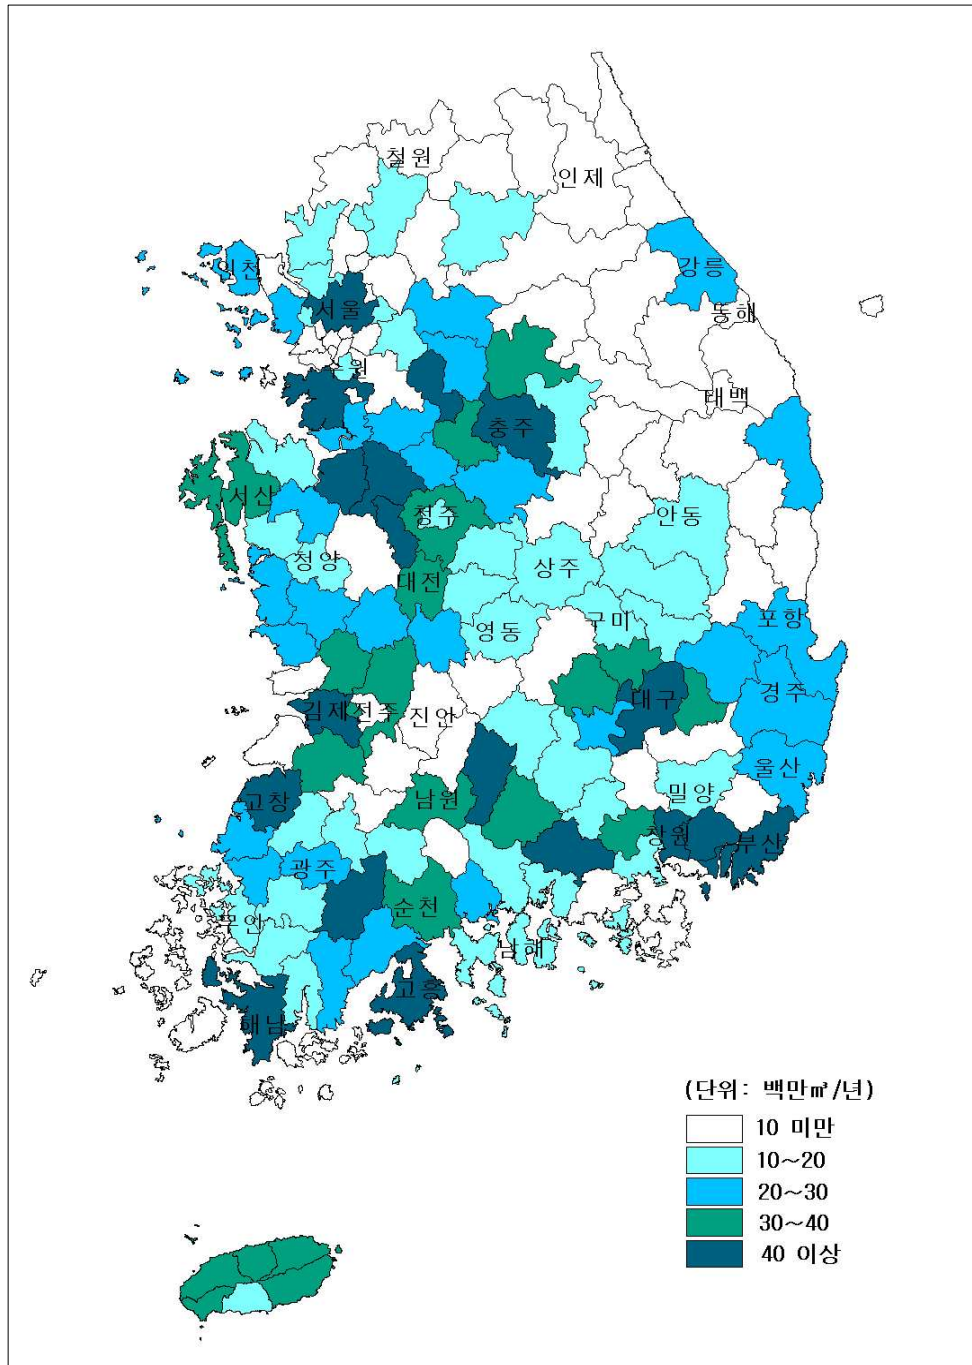 철원
인제
강릉
인천
서울
동해
수원
태백
충주
서산
청주
안동
청양
상주
대전
영동
구미
포항
경주
대구
김제
전주
진안
울산
밀양
고창
남원
창원
부산
광주
순천
무안
남해
고흥
해남
(단위: 백만㎥/년)
10 미만
10~20
20~30
30~40
40 이상